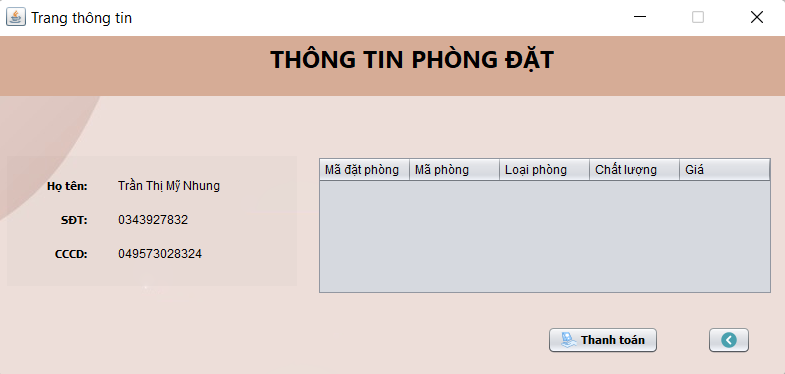 Trang thông tin
THÔNG TIN PHÒNG ĐẶT
Họ tên: Trần Thị Mỹ Nhung
SĐT: 0343927832
CCCD: 049573028324
Mã đặt phòng Mã phòng Loại phòng Chất lượng Giá
Thanh toán